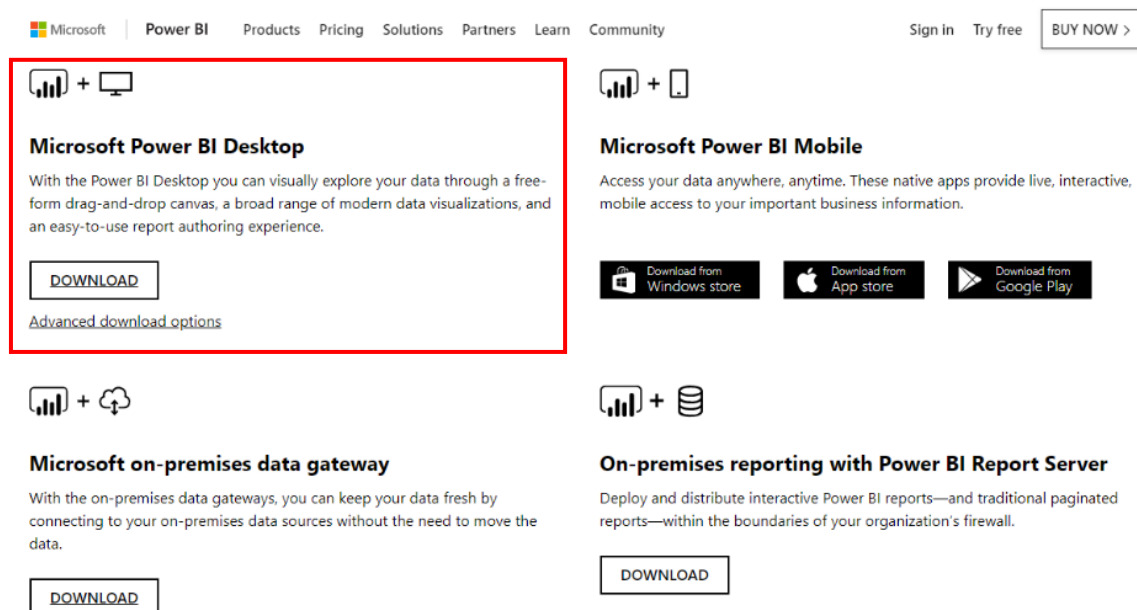 Microsoft Power BI Products Pricing Solutions Partners Learn Community Sign in Try free BUY NOW >
Microsoft Power BI Desktop
With the Power BI Desktop you can visually explore your data through a free-
form drag-and-drop canvas, a broad range of modern data visualizations, and
an easy-to-use report authoring experience.
DOWNLOAD
Advanced download options
Microsoft Power BI Mobile
Access your data anywhere, anytime. These native apps provide live, interactive,
mobile access to your important business information.
Download from
Windows store
Download from
App store
Download from
Google Play
Microsoft on-premises data gateway
With the on-premises data gateways, you can keep your data fresh by
connecting to your on-premises data sources without the need to move the
data.
DOWNLOAD
On-premises reporting with Power BI Report Server
Deploy and distribute interactive Power BI reports—and traditional paginated
reports—within the boundaries of your organization's firewall.
DOWNLOAD